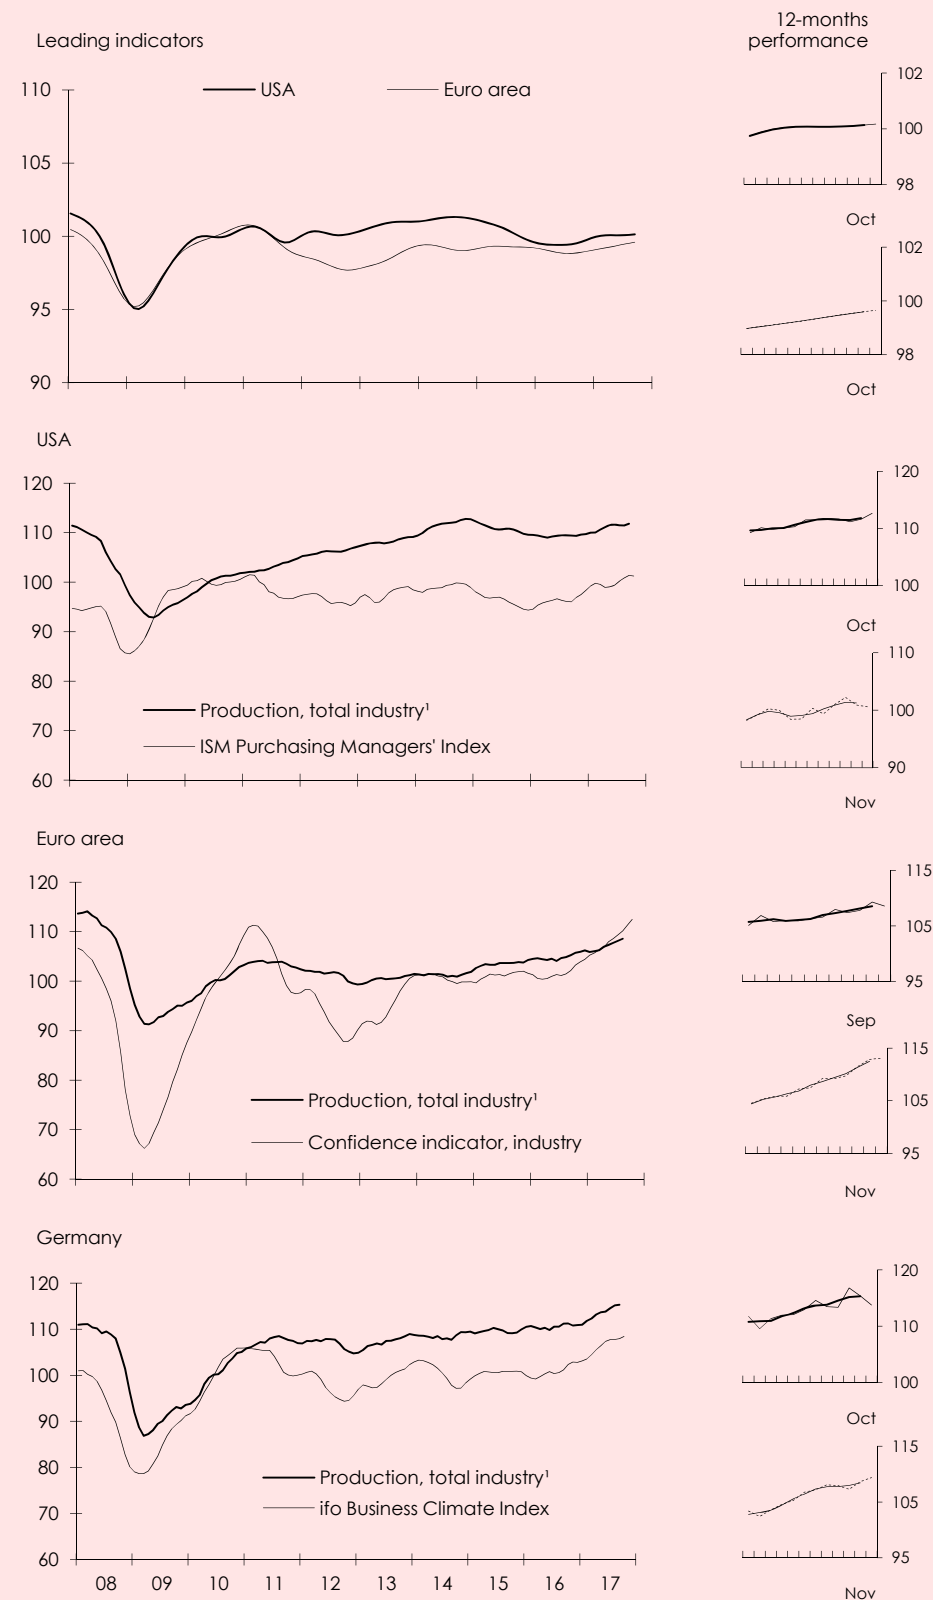 Leading indicators
12-months
performance
USA
Euro area
110
105
100
95
90
102
100
98
Oct
102
100
98
Oct
USA
120
110
100
90
80
70
60
Production, total industry¹
ISM Purchasing Managers' Index
120
110
100
Oct
110
100
90
Nov
Euro area
120
110
100
90
80
70
60
Production, total industry¹
Confidence indicator, industry
115
105
95
Sep
115
105
95
Nov
Germany
120
110
100
90
80
70
60
Production, total industry¹
ifo Business Climate Index
08 09 10 11 12 13 14 15 16 17
120
110
100
Oct
115
105
95
Nov